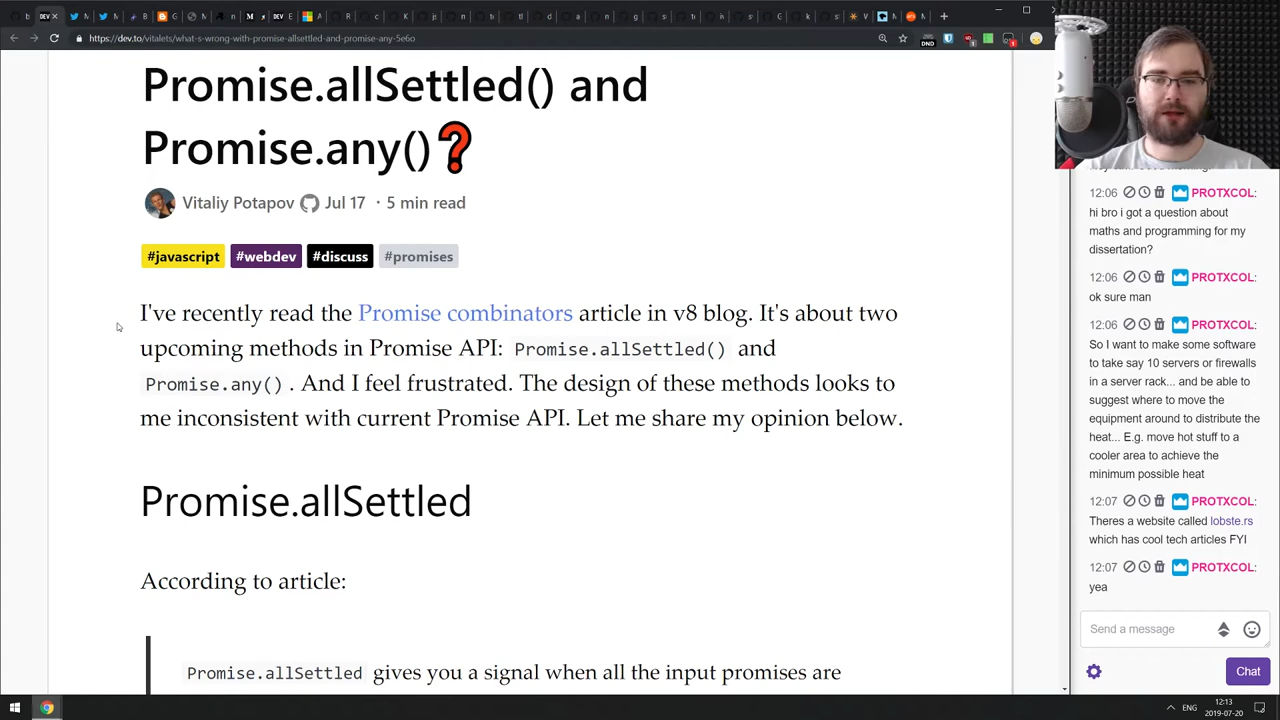 https://dev.to/vitalets/what-s-wrong-with-promise-allsettled-and-promise-any-5e6o
Promise.allSettled() and
Promise.any()❓
Vitaliy Potapov Jul 17 · 5 min read
#javascript #webdev #discuss #promises
I've recently read the Promise combinators article in v8 blog. It's about two
upcoming methods in Promise API: Promise.allSettled() and
Promise.any() . And I feel frustrated. The design of these methods looks to
me inconsistent with current Promise API. Let me share my opinion below.
Promise.allSettled
According to article:
Promise.allSettled gives you a signal when all the input promises are
12:06 PROTXCOL:
hi bro i got a question about
maths and programming for my
dissertation?
12:06 PROTXCOL:
ok sure man
12:06 PROTXCOL:
So I want to make some software
to take say 10 servers or firewalls
in a server rack... and be able to
suggest where to move the
equipment around to distribute the
heat... E.g. move hot stuff to a
cooler area to achieve the
minimum possible heat
12:07 PROTXCOL:
Theres a website called lobste.rs
which has cool tech articles FYI
12:07 PROTXCOL:
yea
Send a message
Chat
ENG
12:13
2019-07-20